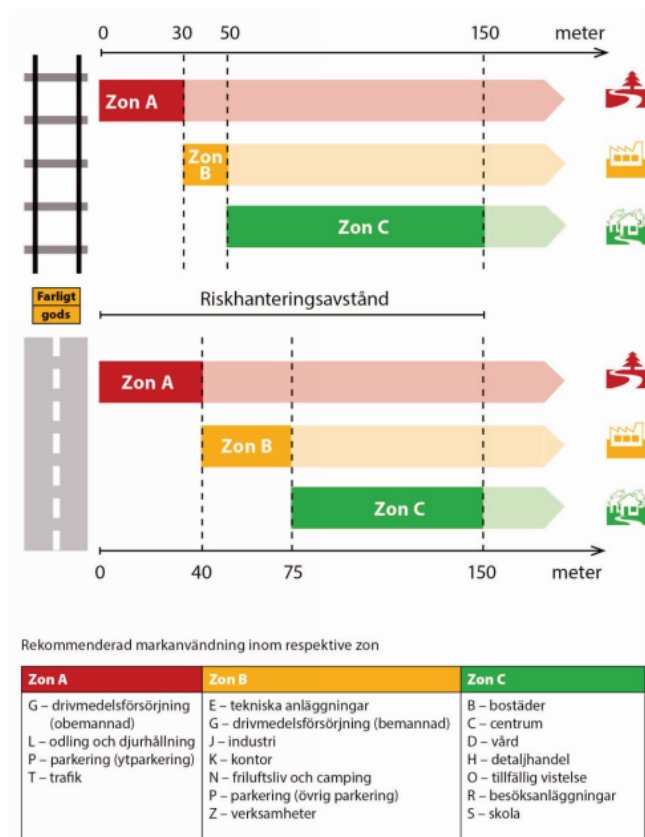 0 30 50 150 meter
Zon A
Zon
B
Zon C
Farligt
gods
Riskhanteringsavstånd
Zon A
Zon B
Zon C
0 40 75 150 meter
Rekommenderad markanvändning inom respektive zon
Zon A
G – drivmedelsförsörjning
(obemannad)
L – odling och djurhållning
P – parkering (ytparkering)
T – trafik
Zon B
E – tekniska anläggningar
G – drivmedelsförsörjning (bemannad)
J – industri
K – kontor
N – friluftsliv och camping
P – parkering (övrig parkering)
Z – verksamheter
Zon C
B – bostäder
C – centrum
D – vård
H – detaljhandel
O – tillfällig vistelse
R – besöksanläggningar
S – skola